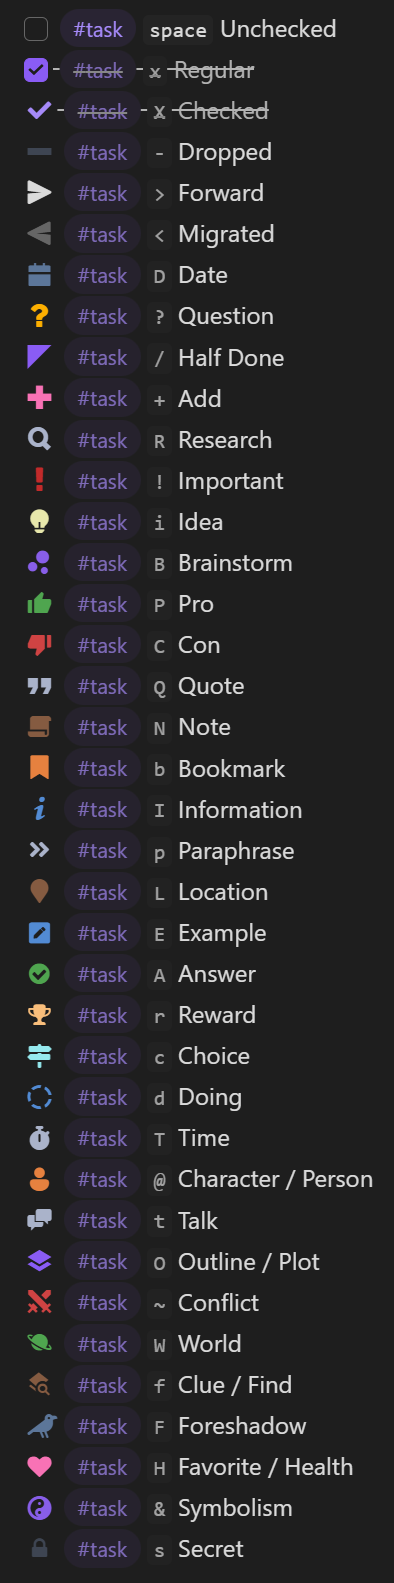 #task space Unchecked
#task x Regular
#task X Checked
#task - Dropped
#task > Forward
#task < Migrated
#task D Date
? #task ? Question
#task / Half Done
#task + Add
#task R Research
! #task ! Important
#task i Idea
#task B Brainstorm
#task P Pro
#task C Con
#task Q Quote
#task N Note
#task b Bookmark
i #task I Information
#task p Paraphrase
#task L Location
#task E Example
#task A Answer
#task r Reward
#task c Choice
#task d Doing
#task T Time
#task @ Character / Person
#task t Talk
#task O Outline / Plot
#task ~ Conflict
#task W World
#task f Clue / Find
#task F Foreshadow
#task H Favorite / Health
#task & Symbolism
#task s Secret